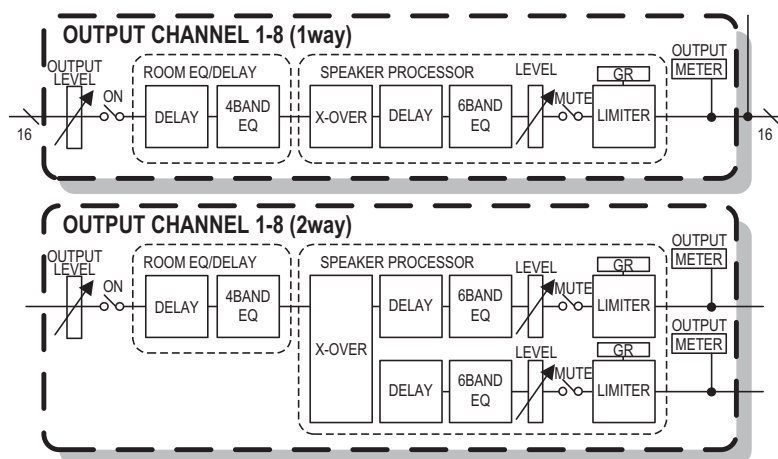 OUTPUT CHANNEL 1-8 (1way)
OUTPUT
LEVEL
ON
ROOM EQ/DELAY
DELAY
4BAND
EQ
SPEAKER PROCESSOR
X-OVER
DELAY
6BAND
EQ
LEVEL
MUTE
GR
LIMITER
OUTPUT
METER
16
16
OUTPUT CHANNEL 1-8 (2way)
OUTPUT
LEVEL
ON
ROOM EQ/DELAY
DELAY
4BAND
EQ
SPEAKER PROCESSOR
X-OVER
DELAY
6BAND
EQ
LEVEL
MUTE
GR
LIMITER
OUTPUT
METER
DELAY
6BAND
EQ
LEVEL
MUTE
GR
LIMITER
OUTPUT
METER